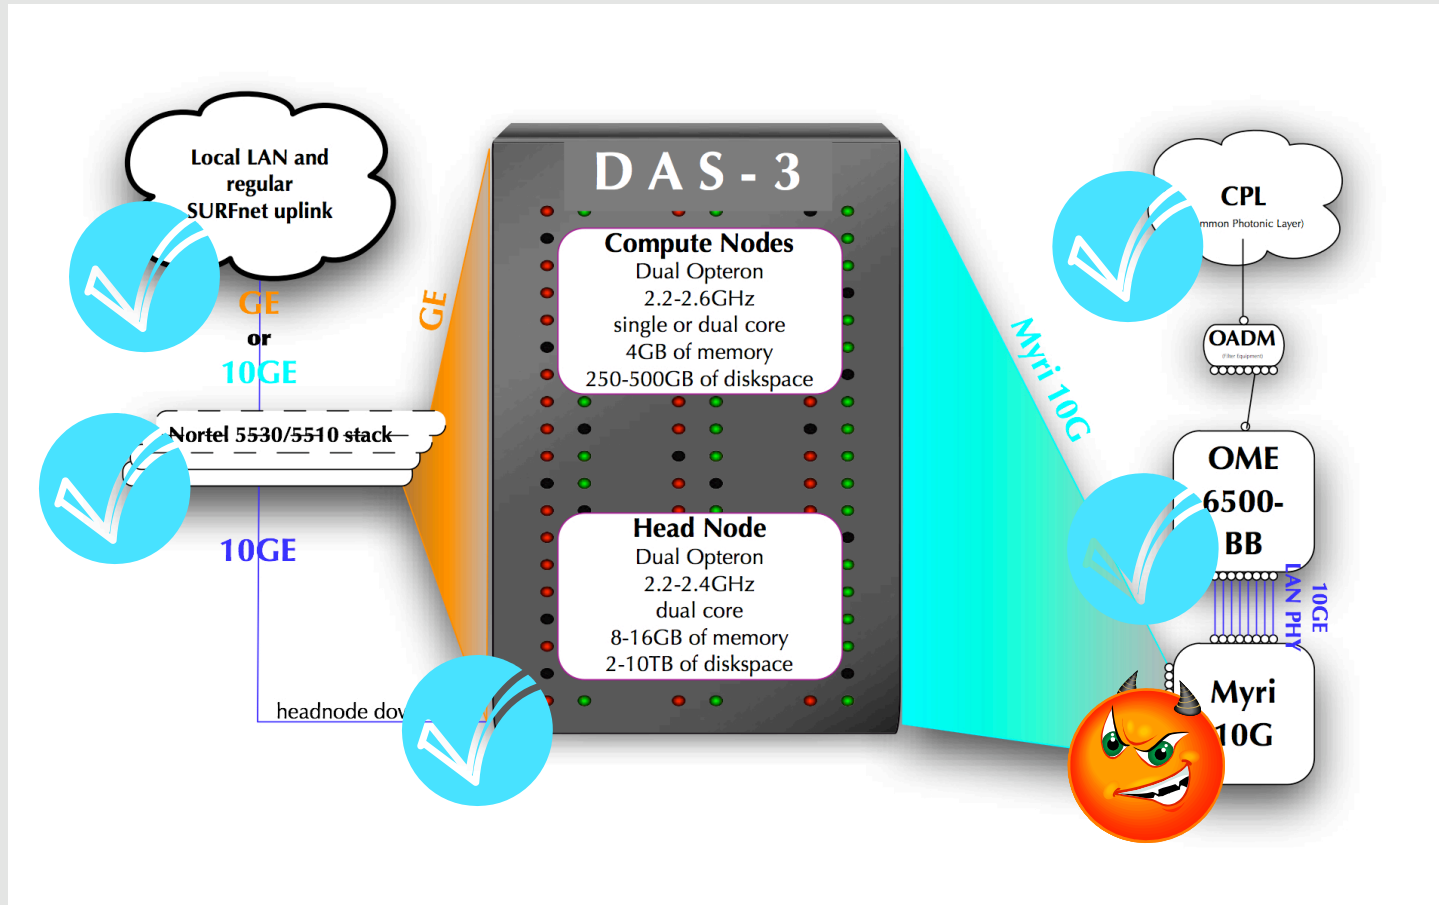 Local LAN and
regular
SURFnet uplink
GE
or
10GE
Nortel 5530/5510 stack
10GE
headnode
GE
DAS-3
Compute Nodes
Dual Opteron
2.2-2.6GHz
single or dual core
4GB of memory
250-500GB of diskspace
Head Node
Dual Opteron
2.2-2.4GHz
dual core
8-16GB of memory
2-10TB of diskspace
Myri 10G
CPL
Photonic Layer)
OADM
(Filter Equipment)
OME
6500-
BB
10GE
LAN PHY
Myri
10G